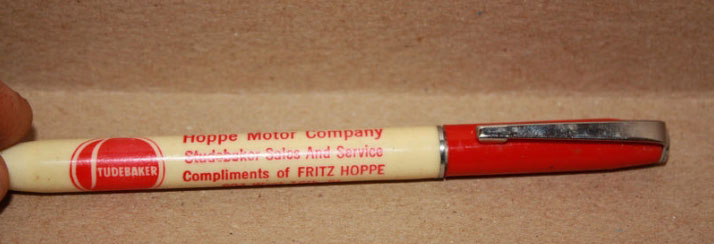 STUDEBAKER
Hoppe Motor Company
Studebaker Sales And Service
Compliments of FRITZ HOPPE